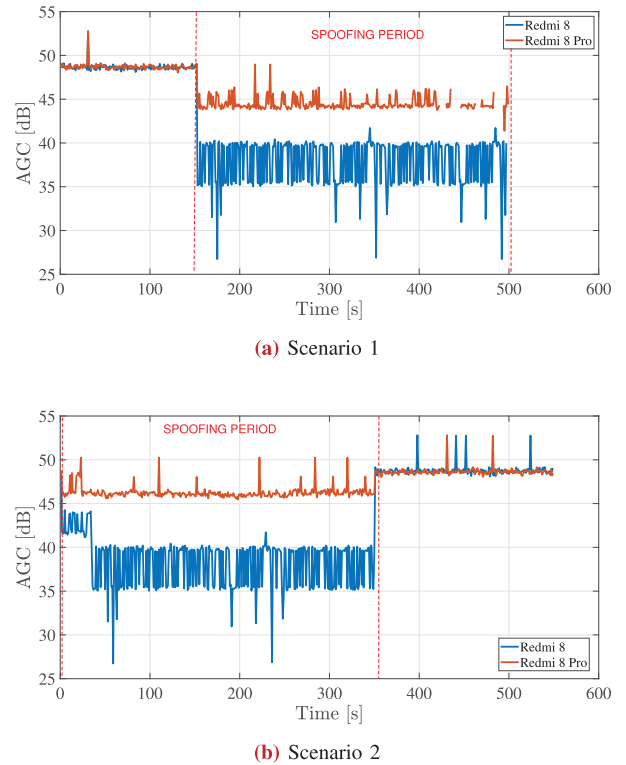 SPOOFING PERIOD
Redmi 8
Redmi 8 Pro
55
50
45
40
35
30
25
AGC [dB]
0 100 200 300 400 500 600
Time [s]
(a) Scenario 1
SPOOFING PERIOD
55
50
45
40
35
30
25
AGC [dB]
Redmi 8
Redmi 8 Pro
0 100 200 300 400 500 600
Time [s]
(b) Scenario 2